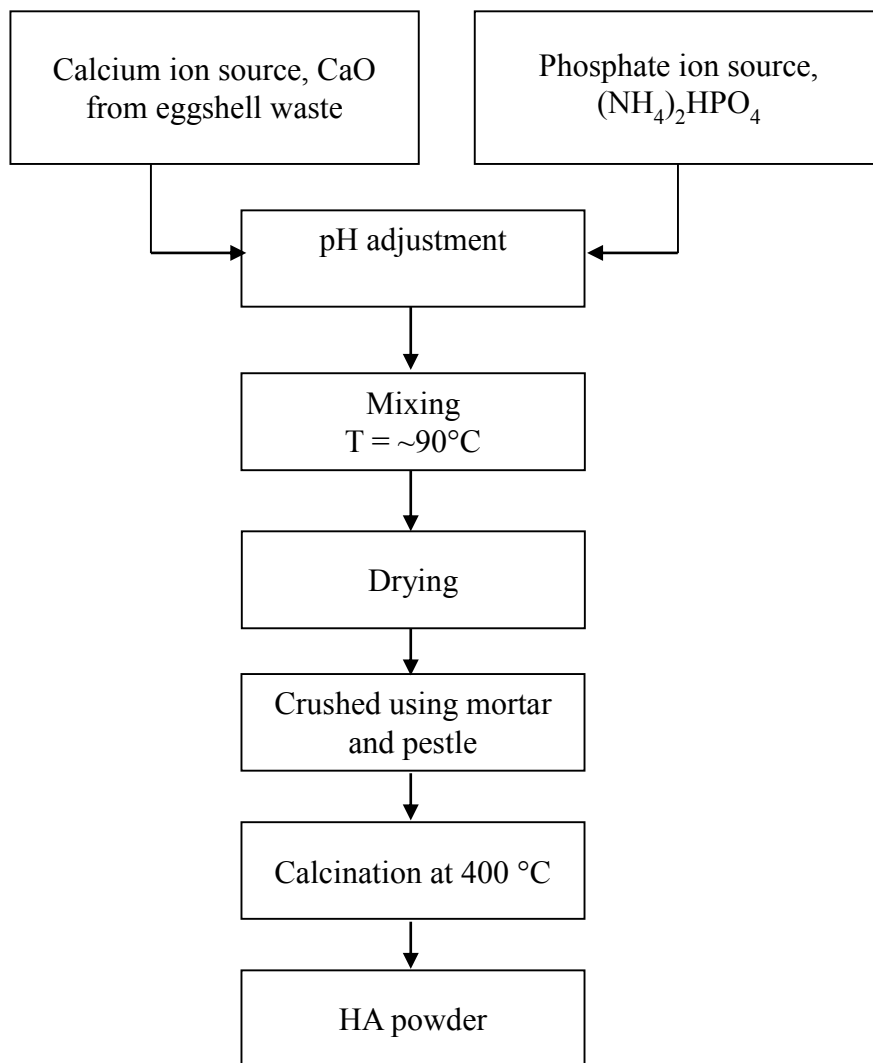 Calcium ion source, CaO
from eggshell waste
Phosphate ion source,
(NH₄)₂HPO₄
pH adjustment
Mixing
T = ~90°C
Drying
Crushed using mortar
and pestle
Calcination at 400 °C
HA powder